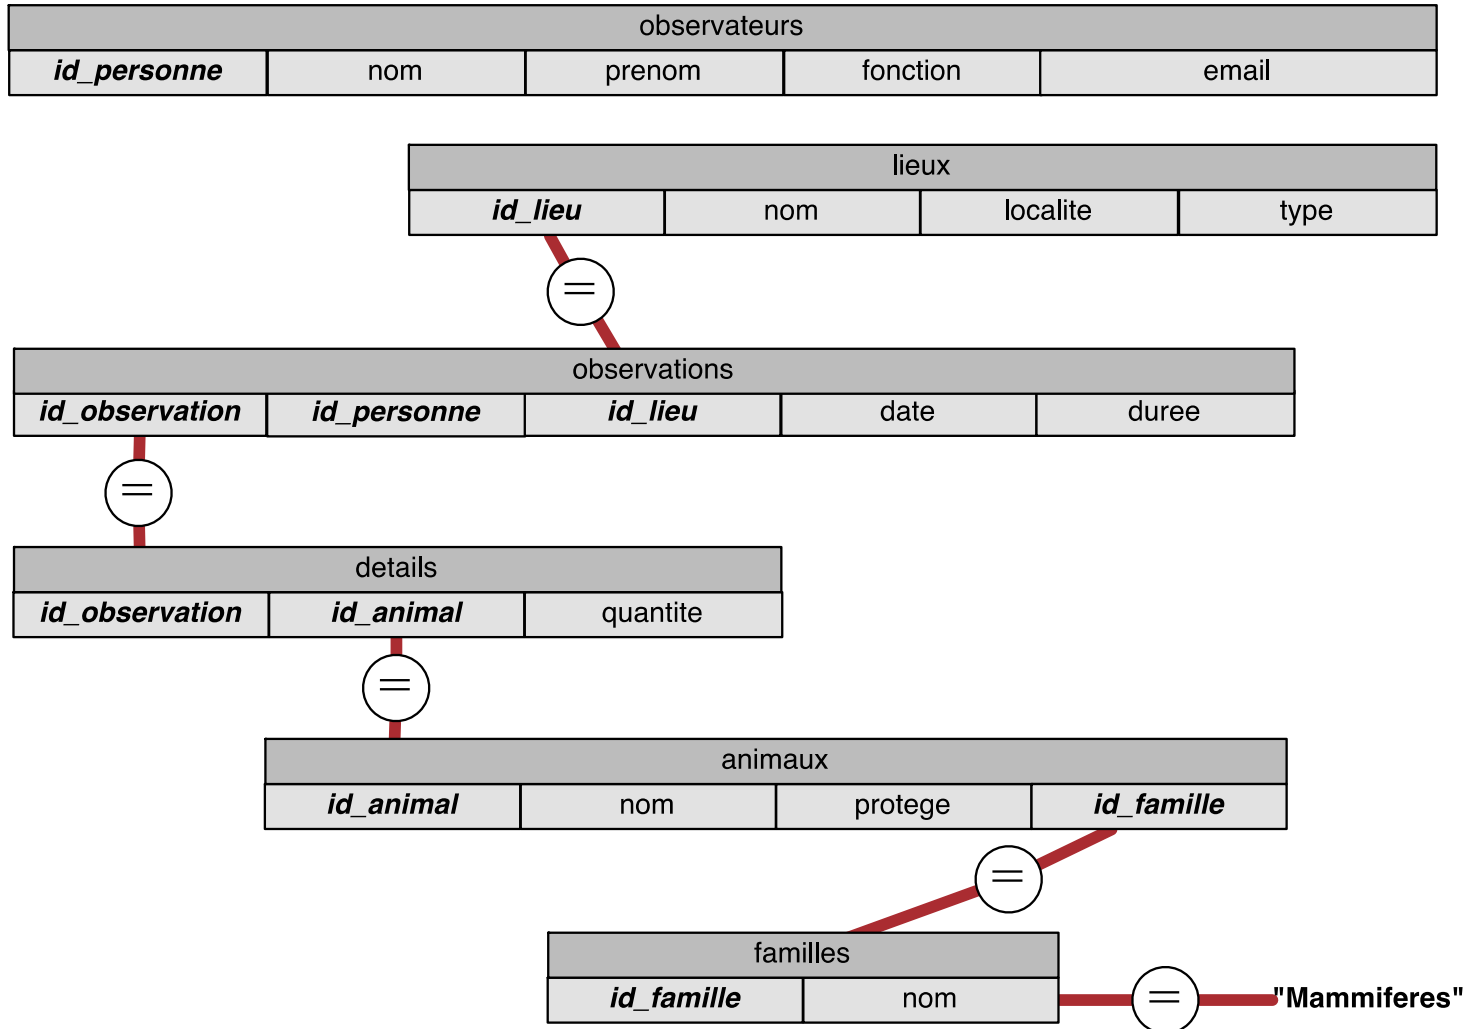 observateurs
id_personne nom prenom fonction email
lieux
id_lieu nom localite type
=
observations
id_observation id_personne id_lieu date duree
=
details
id_observation id_animal quantite
=
animaux
id_animal nom protege id_famille
=
familles
id_famille nom = "Mammiferes"